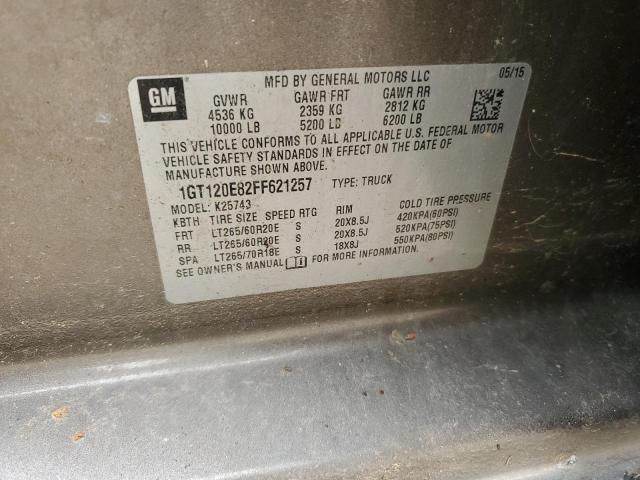 MFD BY GENERAL MOTORS LLC 05/15
GM
GVWR GAWR FRT GAWR RR
4536 KG 2359 KG 2812 KG
10000 LB 5200 LB 6200 LB
THIS VEHICLE CONFORMS TO ALL APPLICABLE U.S. FEDERAL MOTOR
VEHICLE SAFETY STANDARDS IN EFFECT ON THE DATE OF
MANUFACTURE SHOWN ABOVE.
1GT120E82FF621257 TYPE: TRUCK
MODEL: K25743
KBTH TIRE SIZE SPEED RTG RIM COLD TIRE PRESSURE
FRT LT265/60R20E S 20X8.5J 420KPA(60PSI)
RR LT265/60R20E S 20X8.5J 520KPA(75PSI)
SPA LT265/70R18E S 18X8J 550KPA(80PSI)
SEE OWNER'S MANUAL FOR MORE INFORMATION.